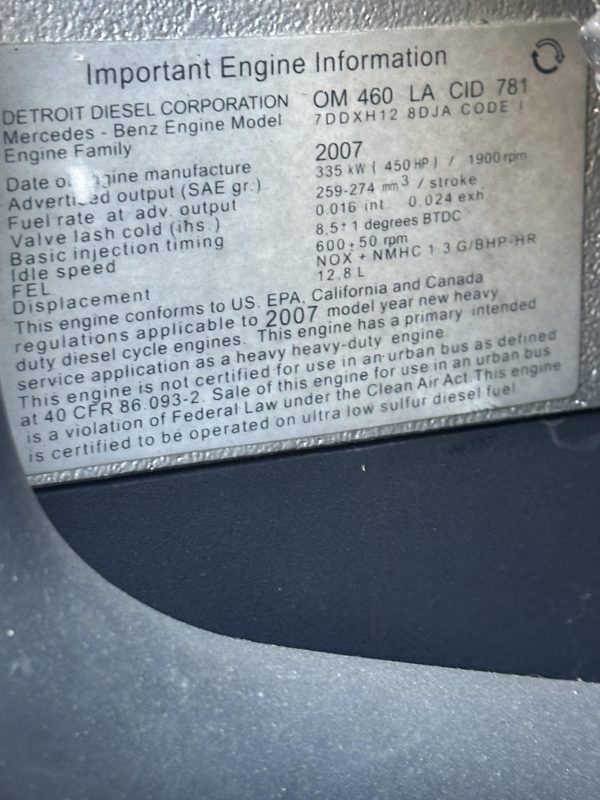 Important Engine Information
DETROIT DIESEL CORPORATION
Mercedes - Benz Engine Model OM 460 LA CID 781
Engine Family 7DDXH12.8DJA CODE I
Date of engine manufacture 2007
Advertised output (SAE gr.) 335 kW ( 450 HP ) / 1900 rpm
Fuel rate at adv. output 259-274 mm³ / stroke
Valve lash cold (ihs.) 0.016 int 0.024 exh
Basic injection timing 8,5± 1 degrees BTDC
Idle speed 600±50 rpm
FEL NOX + NMHC 1.3 G/BHP-HR
Displacement 12,8L
This engine conforms to US. EPA, California and Canada
regulations applicable to 2007 model year new heavy
duty diesel cycle engines. This engine has a primary intended
service application as a heavy heavy-duty engine.
This engine is not certified for use in an urban bus as defined
at 40 CFR 86.093-2. Sale of this engine for use in an urban bus
is a violation of Federal Law under the Clean Air Act.This engine
is certified to be operated on ultra low sulfur diesel fuel